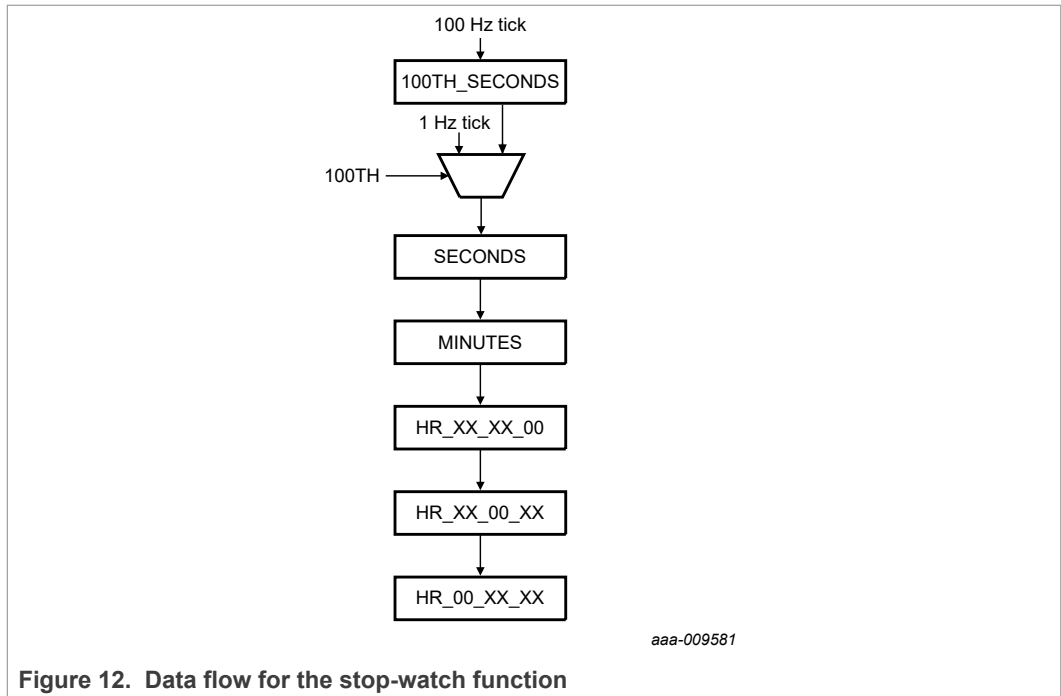 100 Hz tick
100TH_SECONDS
1 Hz tick
100TH
SECONDS
MINUTES
HR_XX_XX_00
HR_XX_00_XX
HR_00_XX_XX
aaa-009581
Figure 12. Data flow for the stop-watch function